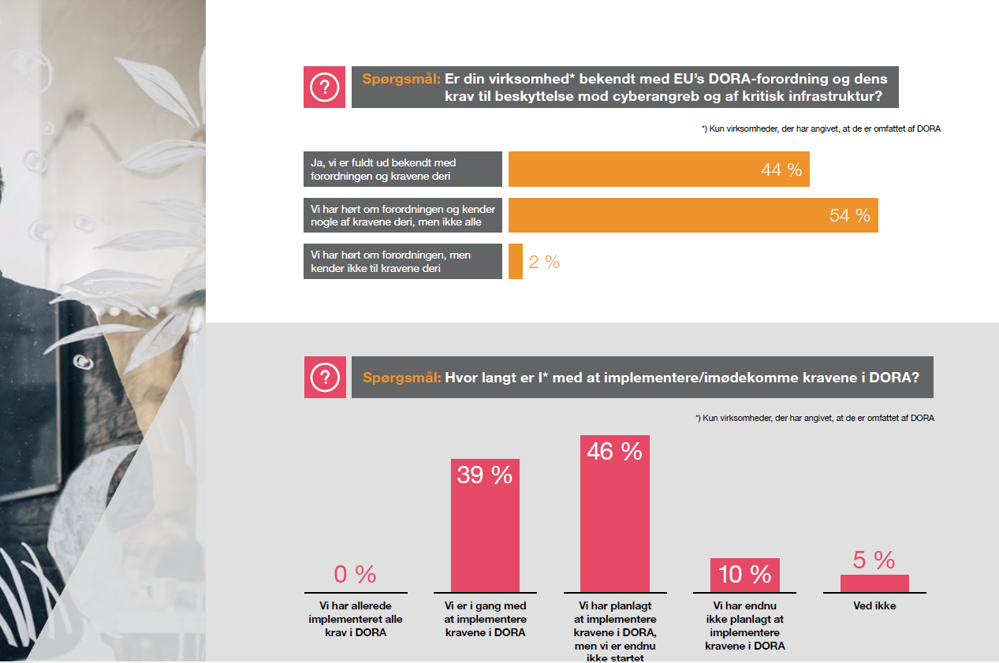 ?
Spørgsmål: Er din virksomhed* bekendt med EU's DORA-forordning og dens
krav til beskyttelse mod cyberangreb og af kritisk infrastruktur?
*) Kun virksomheder, der har angivet, at de er omfattet af DORA
Ja, vi er fuldt ud bekendt med
forordningen og kravene deri
44 %
Vi har hørt om forordningen og kender
nogle af kravene deri, men ikke alle
54 %
Vi har hørt om forordningen, men
kender ikke til kravene deri
2 %
?
Spørgsmål: Hvor langt er I* med at implementere/imødekomme kravene i DORA?
*) Kun virksomheder, der har angivet, at de er omfattet af DORA
0 %
Vi har allerede
implementeret alle
krav i DORA
39 %
Vi er i gang med
at implementere
kravene i DORA
46 %
Vi har planlagt
at implementere
kravene i DORA,
men vi er endnu
ikke startet
10 %
Vi har endnu
ikke planlagt at
implementere
kravene i DORA
5 %
Ved ikke